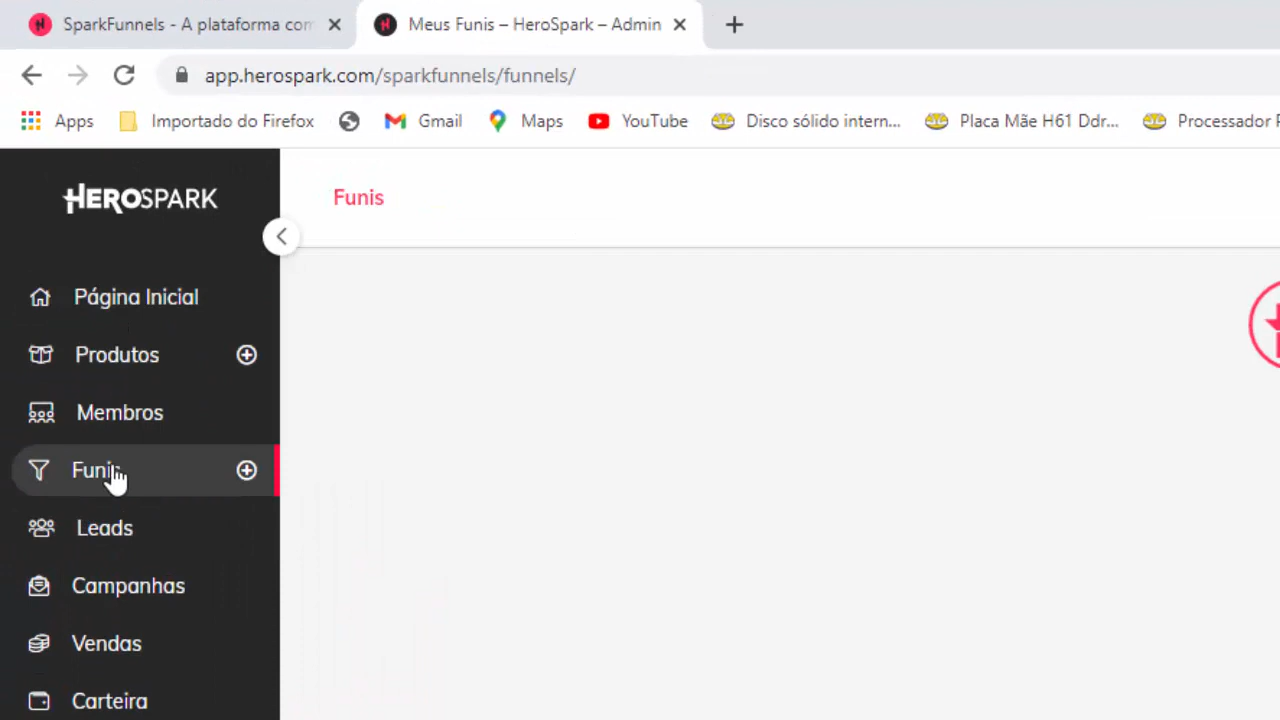 SparkFunnels - A plataforma com
Meus Funis – HeroSpark – Admin
app.herospark.com/sparkfunnels/funnels/
Apps
Importado do Firefox
Gmail
Maps
YouTube
Disco sólido intern...
Placa Mãe H61 Ddr...
Processador
HEROSPARK
Funis
Página Inicial
Produtos
Membros
Funis
Leads
Campanhas
Vendas
Carteira